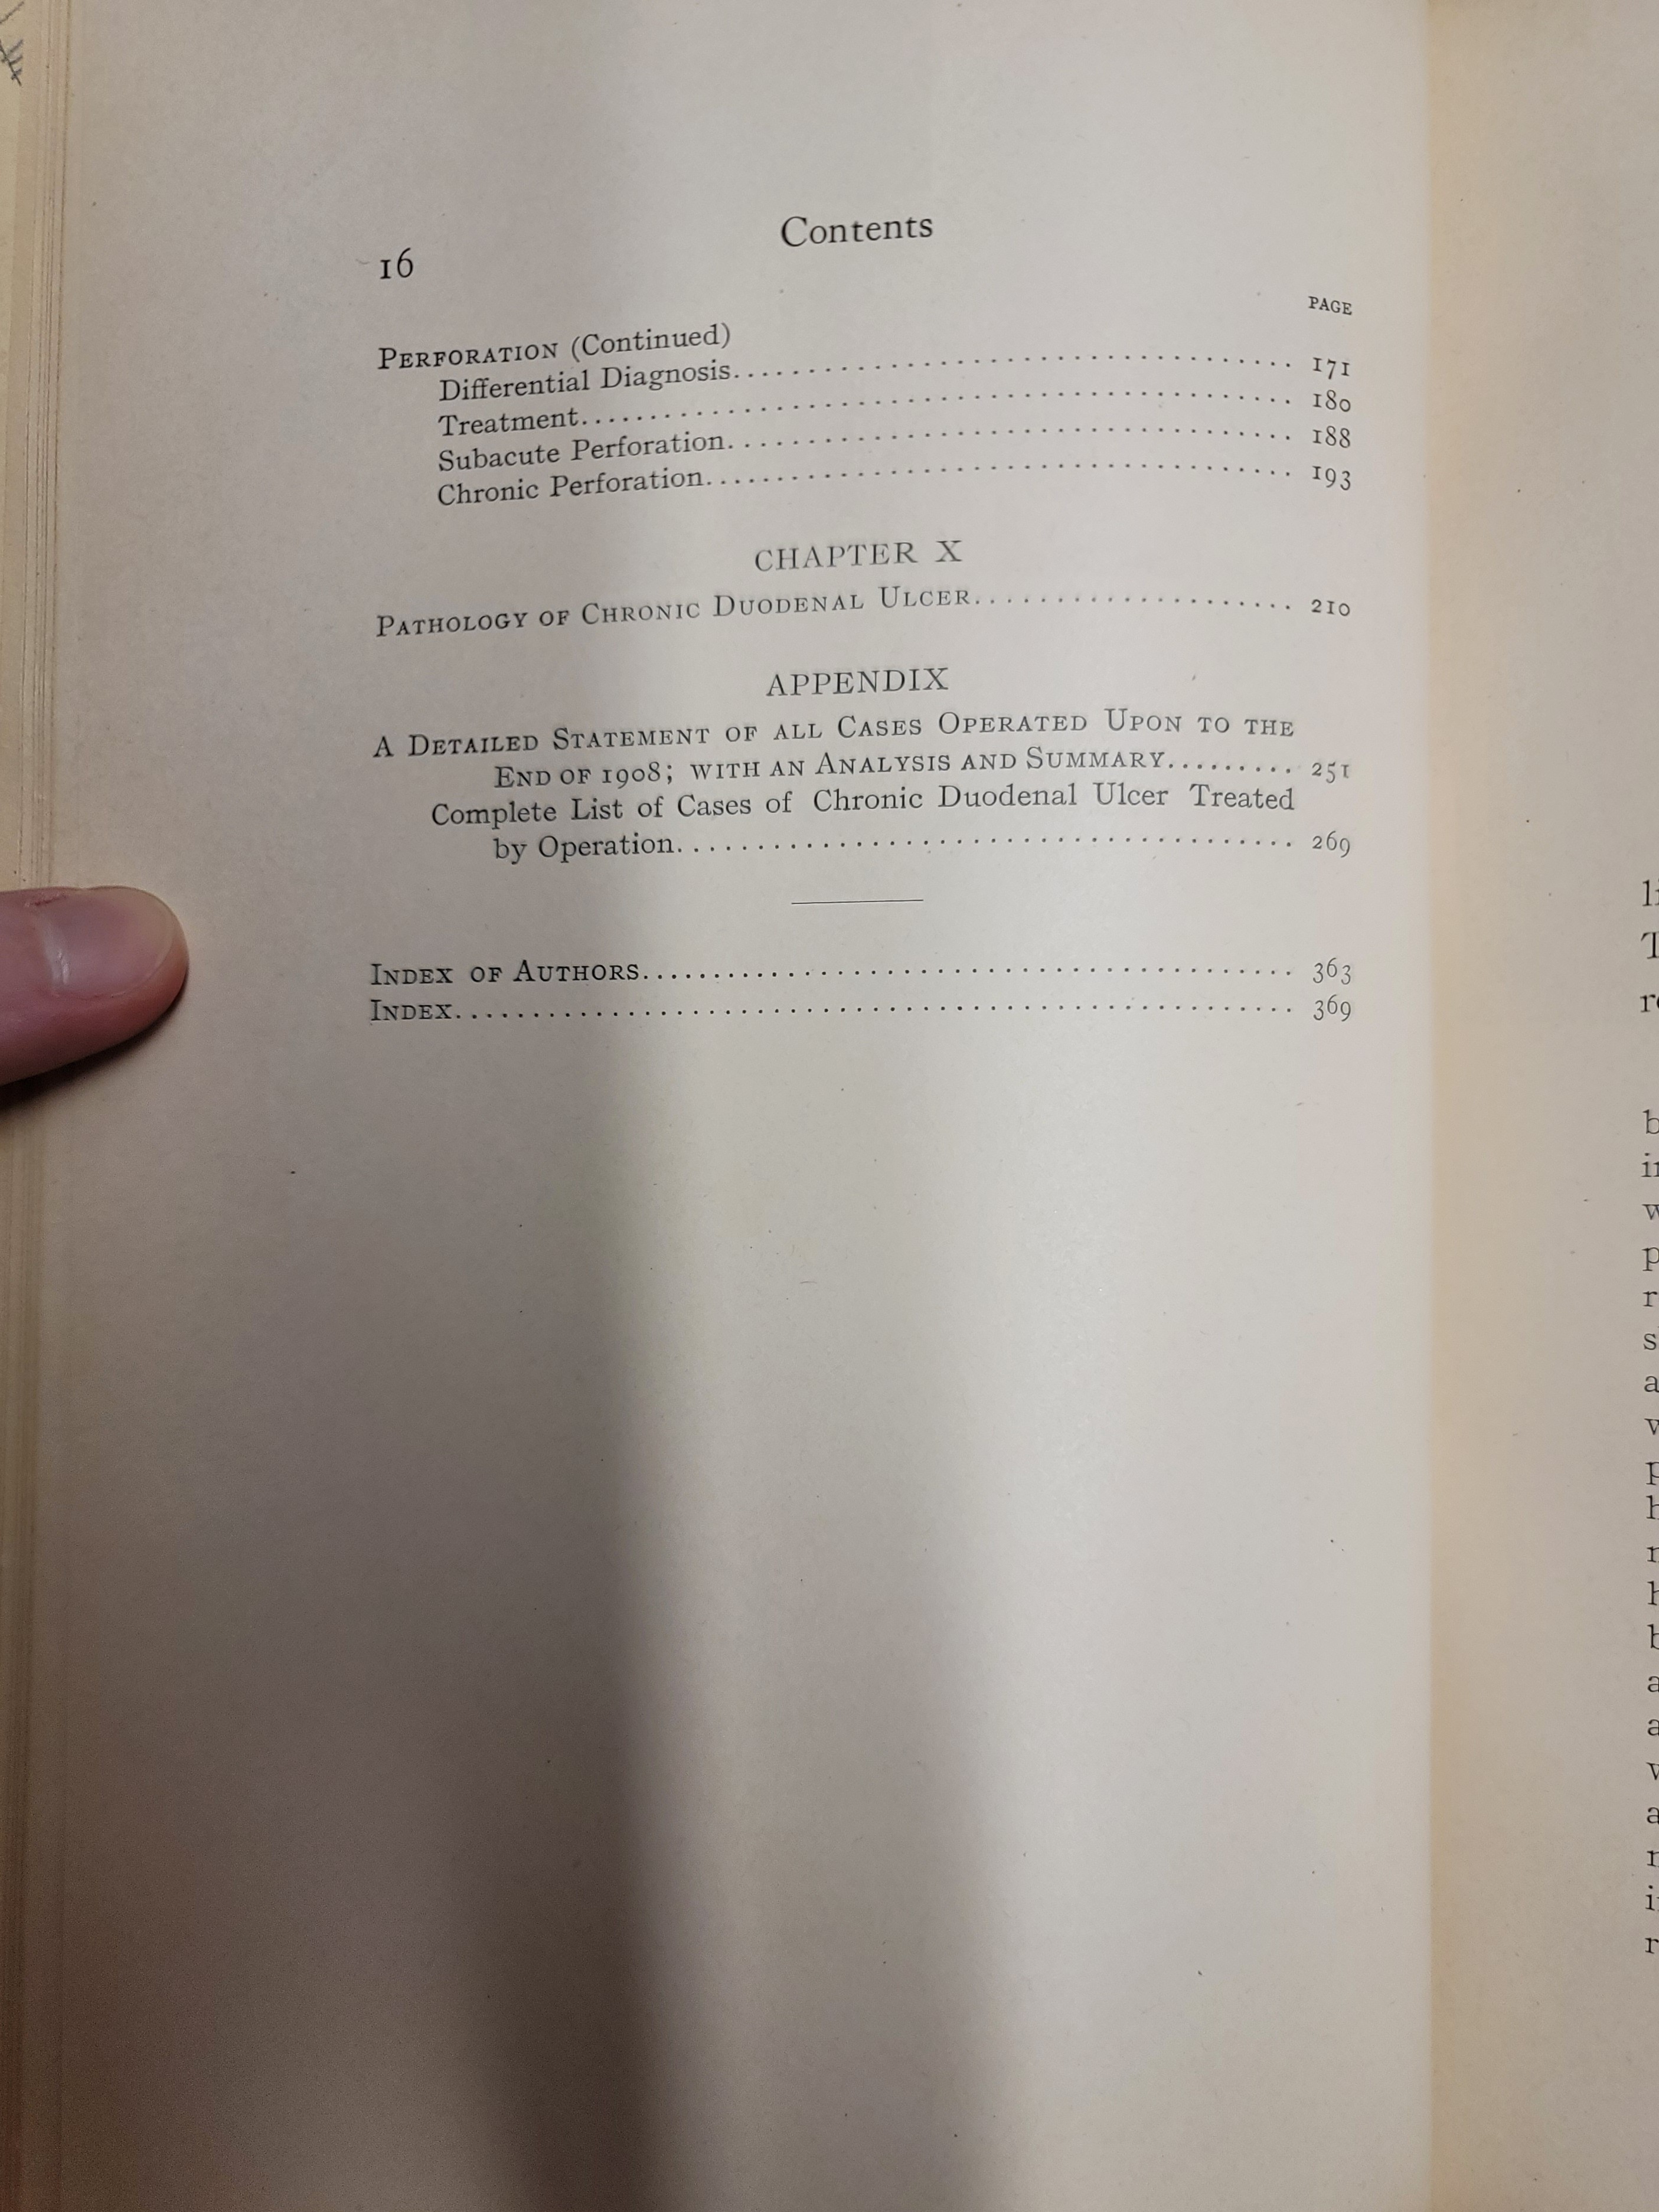 Contents
16
PAGE
PERFORATION (Continued)
Differential Diagnosis........................................ 171
Treatment........................................ 180
Subacute Perforation........................................ 188
Chronic Perforation........................................ 193
CHAPTER X
PATHOLOGY OF CHRONIC DUODENAL ULCER.................... 210
APPENDIX
A DETAILED STATEMENT OF ALL CASES OPERATED UPON TO THE
END OF 1908; WITH AN ANALYSIS AND SUMMARY......... 251
Complete List of Cases of Chronic Duodenal Ulcer Treated
by Operation........................................ 269
INDEX OF AUTHORS........................................ 363
INDEX........................................ 369